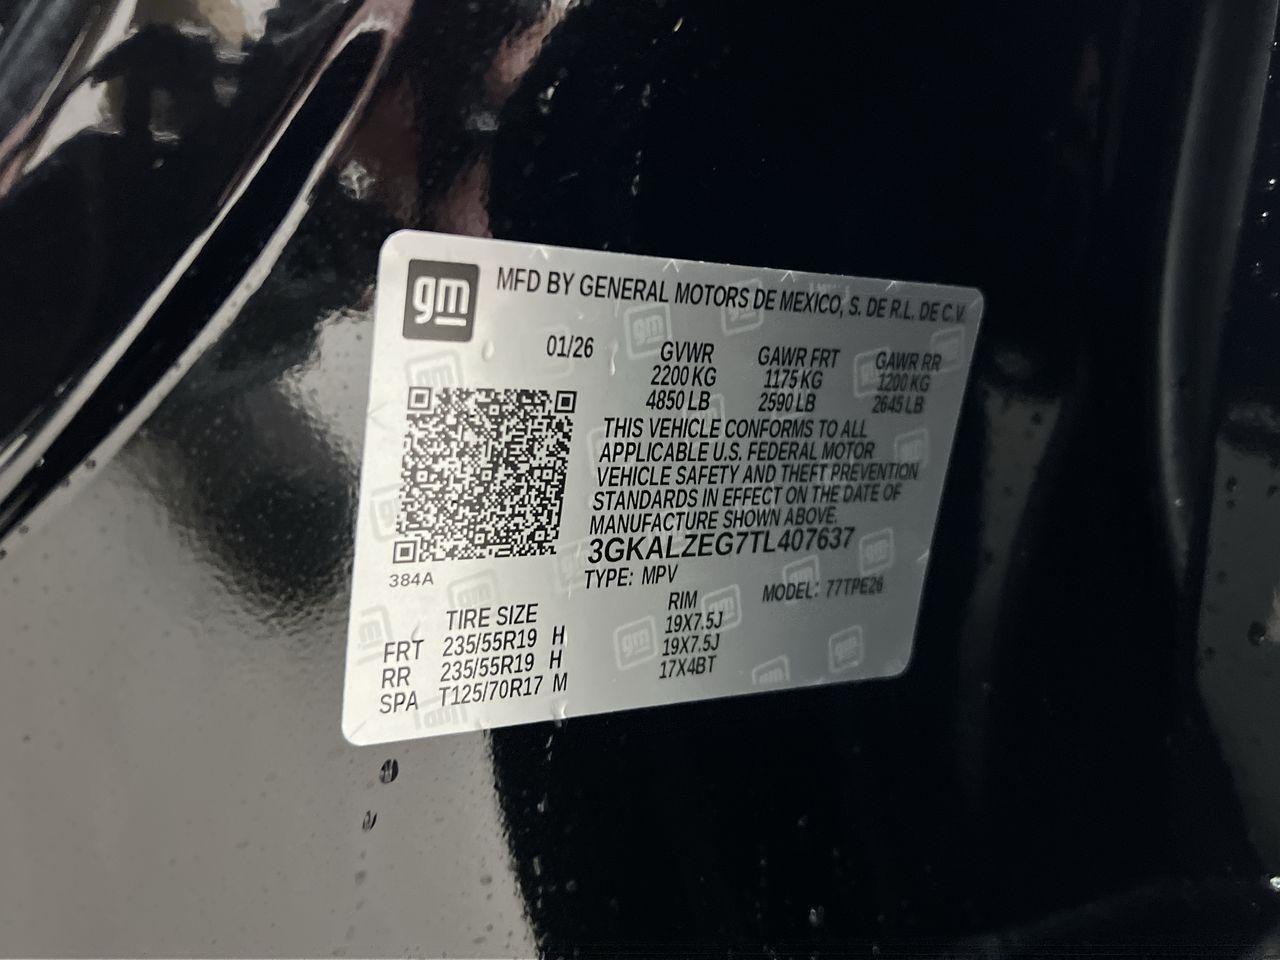 gm MFD BY GENERAL MOTORS DE MEXICO, S. DE R.L. DE C.V.
01/26 GVWR GAWR FRT GAWR RR
2200 KG 1175 KG 1200 KG
4850 LB 2590 LB 2645 LB
THIS VEHICLE CONFORMS TO ALL
APPLICABLE U.S. FEDERAL MOTOR
VEHICLE SAFETY AND THEFT PREVENTION
STANDARDS IN EFFECT ON THE DATE OF
MANUFACTURE SHOWN ABOVE.
3GKALZEG7TL407637
384A TYPE: MPV MODEL: 77TPE26
TIRE SIZE RIM
FRT 235/55R19 H 19X7.5J
RR 235/55R19 H 19X7.5J
SPA T125/70R17 M 17X4BT